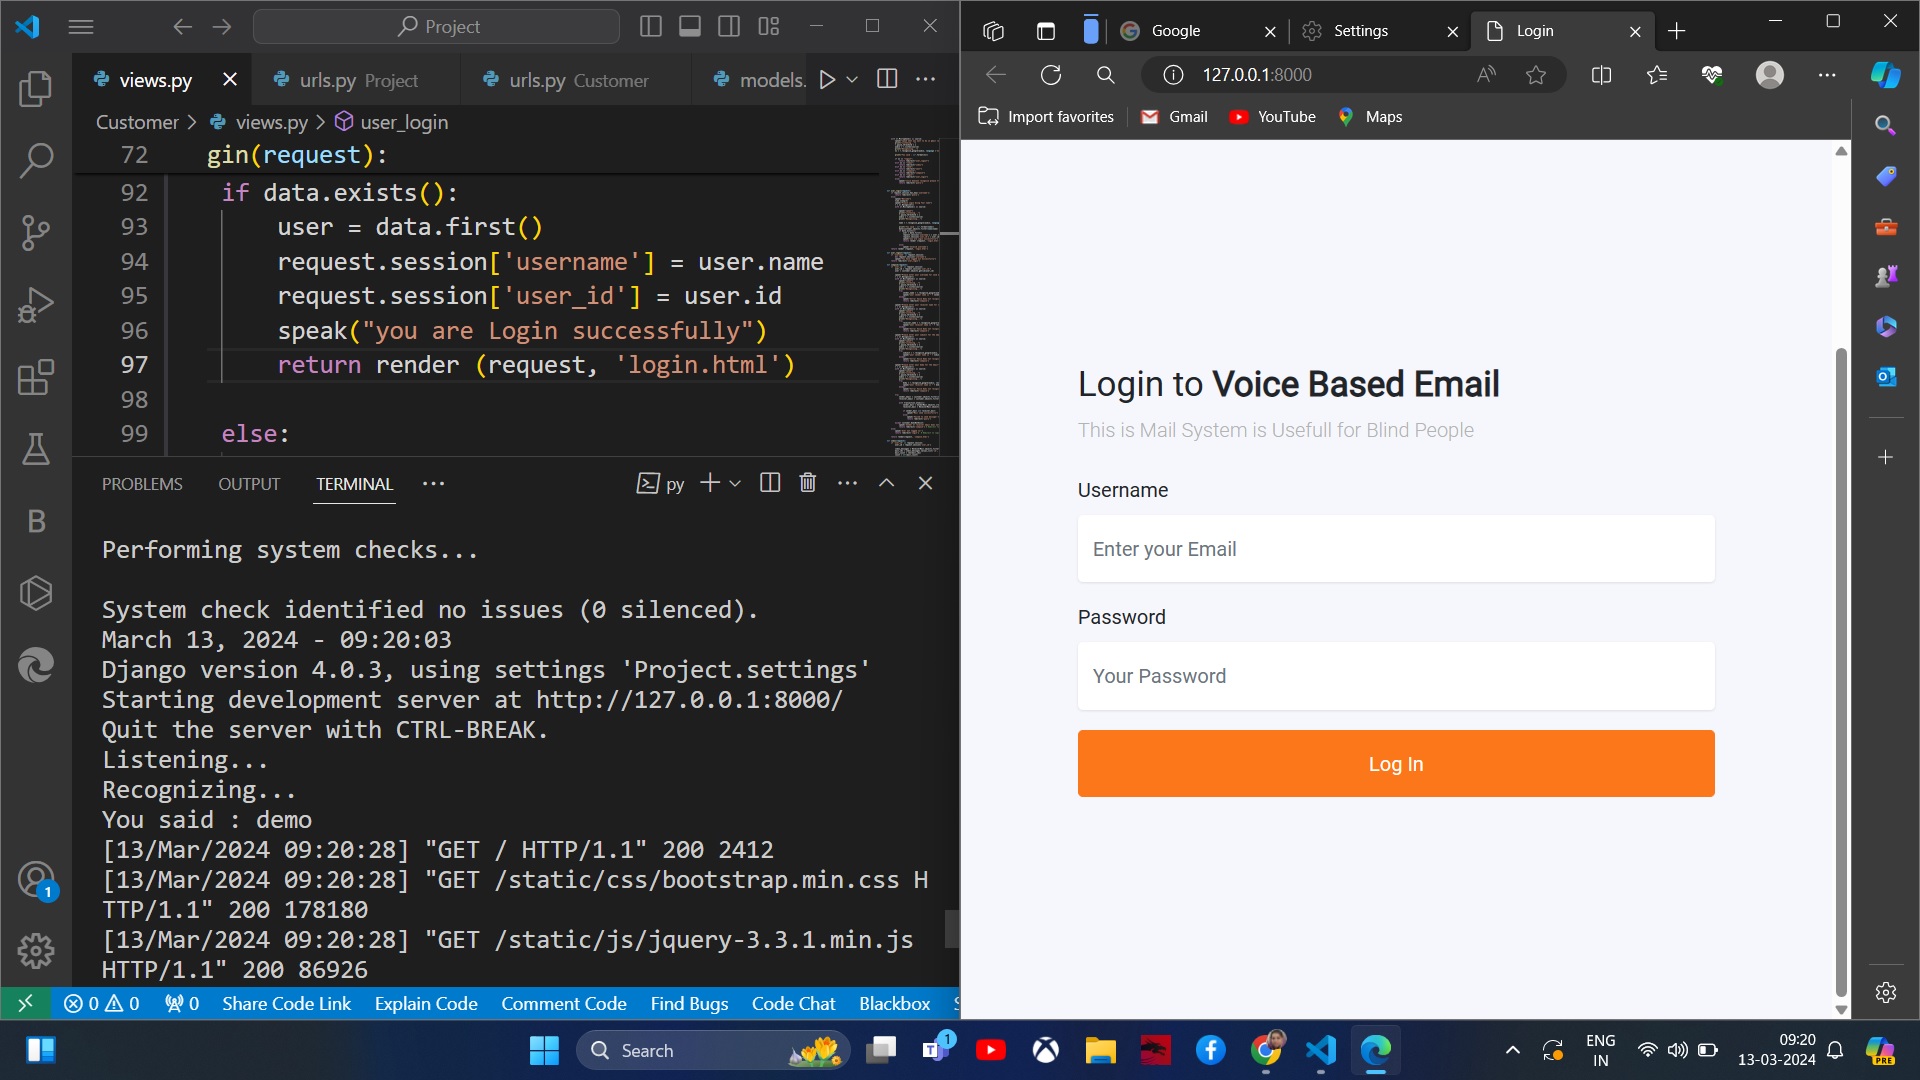 Project
views.py
urls.py Project
urls.py Customer
models.
Customer > views.py > user_login
72 gin(request):
92 if data.exists():
93 user = data.first()
94 request.session['username'] = user.name
95 request.session['user_id'] = user.id
96 speak("you are Login successfully")
97 return render (request, 'login.html')
98
99 else:
PROBLEMS OUTPUT TERMINAL
py
Performing system checks...
System check identified no issues (0 silenced).
March 13, 2024 - 09:20:03
Django version 4.0.3, using settings 'Project.settings'
Starting development server at http://127.0.0.1:8000/
Quit the server with CTRL-BREAK.
Listening...
Recognizing...
You said : demo
[13/Mar/2024 09:20:28] "GET / HTTP/1.1" 200 2412
[13/Mar/2024 09:20:28] "GET /static/css/bootstrap.min.css H
TTP/1.1" 200 178180
[13/Mar/2024 09:20:28] "GET /static/js/jquery-3.3.1.min.js
HTTP/1.1" 200 86926
B
1
0 0 0 Share Code Link Explain Code Comment Code Find Bugs Code Chat Blackbox
Google
Settings
Login
127.0.0.1:8000
Import favorites Gmail YouTube Maps
Login to Voice Based Email
This is Mail System is Usefull for Blind People
Username
Enter your Email
Password
Your Password
Log In
Search
1
ENG
IN
09:20
13-03-2024
PRE